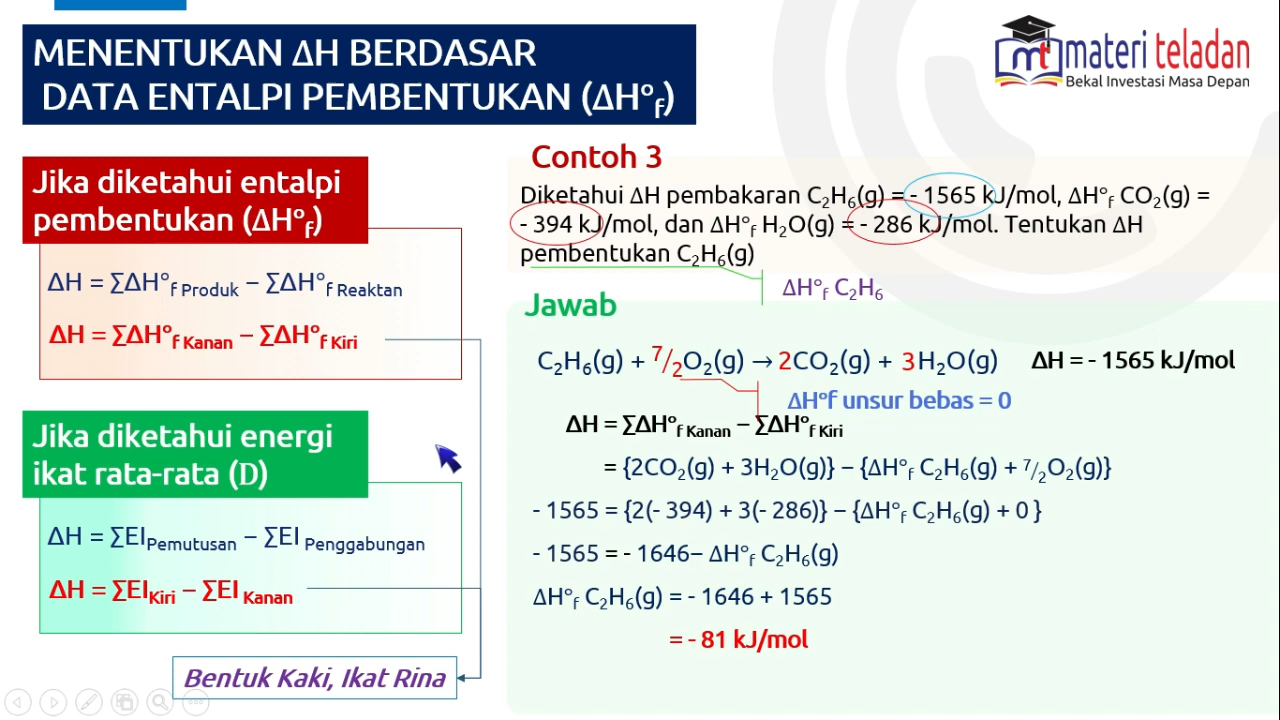 MENENTUKAN ΔH BERDASAR
DATA ENTALPI PEMBENTUKAN (ΔH°f)
materi teladan
Bekal Investasi Masa Depan
Jika diketahui entalpi
pembentukan (ΔH°f)
ΔH = ∑ΔH°f Produk – ∑ΔH°f Reaktan
ΔH = ∑ΔH°f Kanan – ∑ΔH°f Kiri
Jika diketahui energi
ikat rata-rata (D)
ΔH = ∑EIPemutusan – ∑EI Penggabungan
ΔH = ∑EIKiri – ∑EI Kanan
Bentuk Kaki, Ikat Rina
Contoh 3
Diketahui ΔH pembakaran C₂H₆(g) = - 1565 kJ/mol, ΔH°f CO₂(g) =
- 394 kJ/mol, dan ΔH°f H₂O(g) = - 286 kJ/mol. Tentukan ΔH
pembentukan C₂H₆(g)
ΔH°f C₂H₆
Jawab
C₂H₆(g) + 7/2O₂(g) → 2CO₂(g) + 3H₂O(g) ΔH = - 1565 kJ/mol
ΔH°f unsur bebas = 0
ΔH = ∑ΔH°f Kanan – ∑ΔH°f Kiri
= {2CO₂(g) + 3H₂O(g)} – {ΔH°f C₂H₆(g) + 7/2O₂(g)}
- 1565 = {2(- 394) + 3(- 286)} – {ΔH°f C₂H₆(g) + 0 }
- 1565 = - 1646– ΔH°f C₂H₆(g)
ΔH°f C₂H₆(g) = - 1646 + 1565
= - 81 kJ/mol